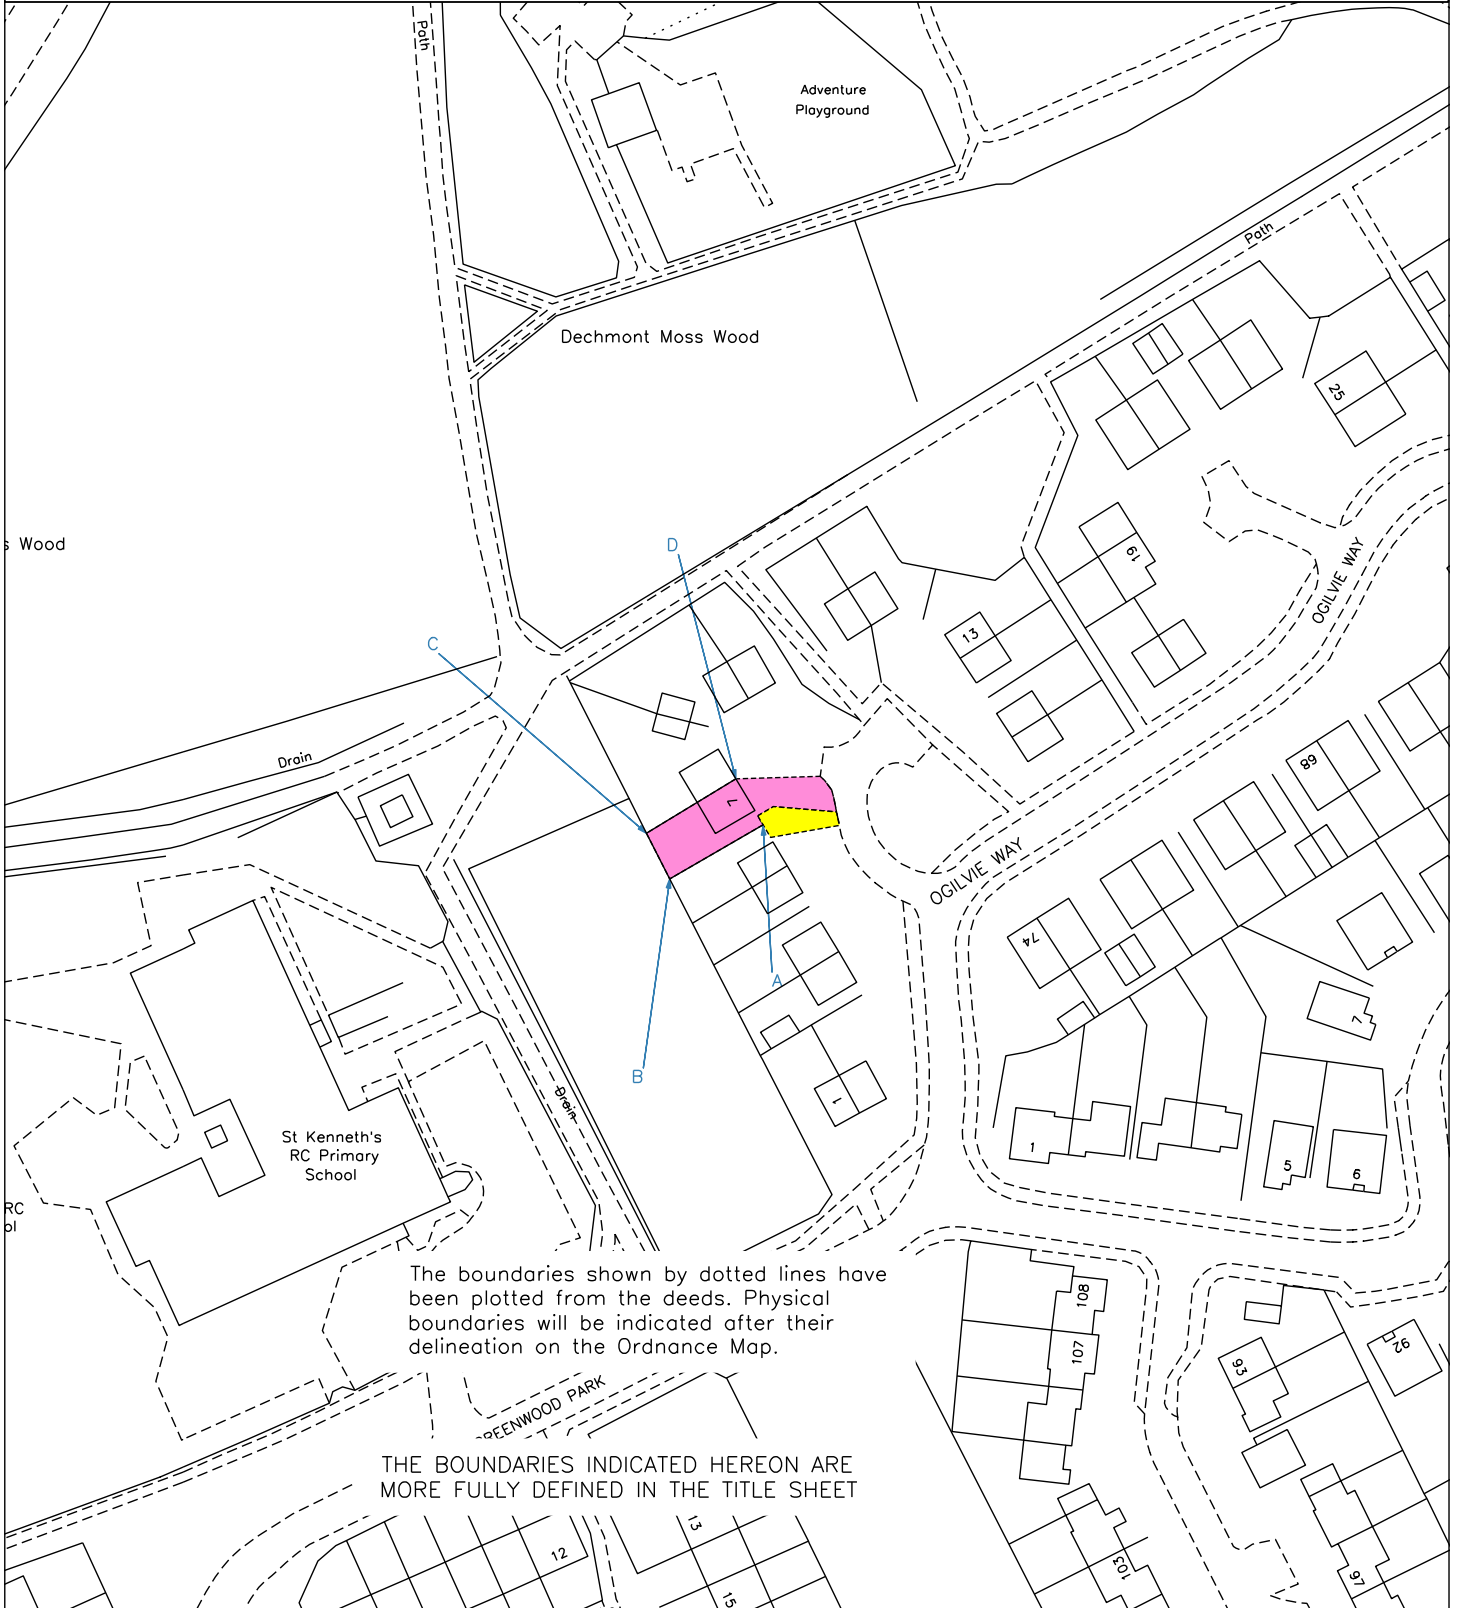 Path
Adventure
Playground
Path
Dechmont Moss Wood
25
s Wood
D
19
OGILVIE WAY
13
C
Drain
68
7
OGILVIE WAY
74
A
7
B
1
Drain
St Kenneth's
RC Primary
School
1
5
6
RC
ol
The boundaries shown by dotted lines have
been plotted from the deeds. Physical
boundaries will be indicated after their
delineation on the Ordnance Map.
108
107
93
92
REENWOOD PARK
THE BOUNDARIES INDICATED HEREON ARE
MORE FULLY DEFINED IN THE TITLE SHEET
13
12
103
97
15